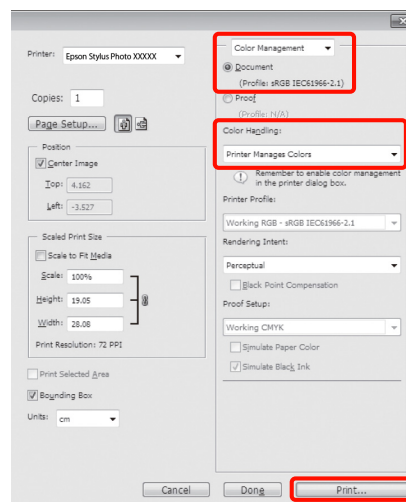 Printer: Epson Stylus Photo XXXXX
Copies: 1
Page Setup...
Position
Center Image
Top: 4.162
Left: -3.527
Scaled Print Size
Scale to Fit Media
Scale: 100%
Height: 19.05
Width: 28.08
Print Resolution: 72 PPI
Print Selected Area
Bounding Box
Units: cm
Color Management
Document
(Profile: sRGB IEC61966-2.1)
Proof
(Profile: N/A)
Color Handling:
Printer Manages Colors
Remember to enable color management
in the printer dialog box.
Printer Profile:
Working RGB - sRGB IEC61966-2.1
Rendering Intent:
Perceptual
Black Point Compensation
Proof Setup:
Working CMYK
Simulate Paper Color
Simulate Black Ink
Cancel
Done
Print...